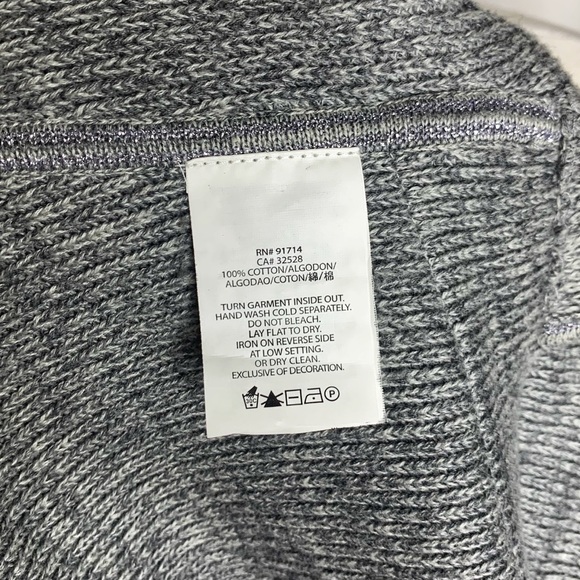 RN# 91714
CA# 32528
100% COTTON/ALGODON/
ALGODAO/COTON/綿/棉
TURN GARMENT INSIDE OUT.
HAND WASH COLD SEPARATELY.
DO NOT BLEACH.
LAY FLAT TO DRY.
IRON ON REVERSE SIDE
AT LOW SETTING.
OR DRY CLEAN.
EXCLUSIVE OF DECORATION.
P